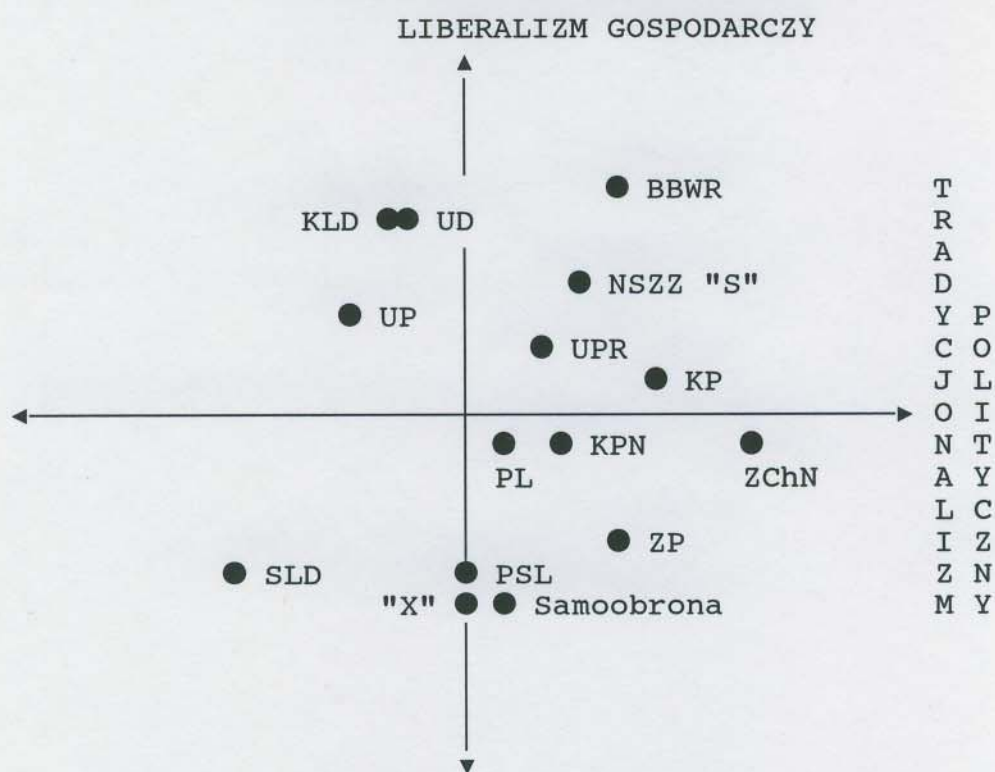 LIBERALIZM GOSPODARCZY
BBWR
KLD UD
NSZZ "S"
UP
UPR
KP
KPN
PL ZChN
ZP
SLD PSL
"X" Samoobrona
TRADYCJONALIZM
POLITYCZNY